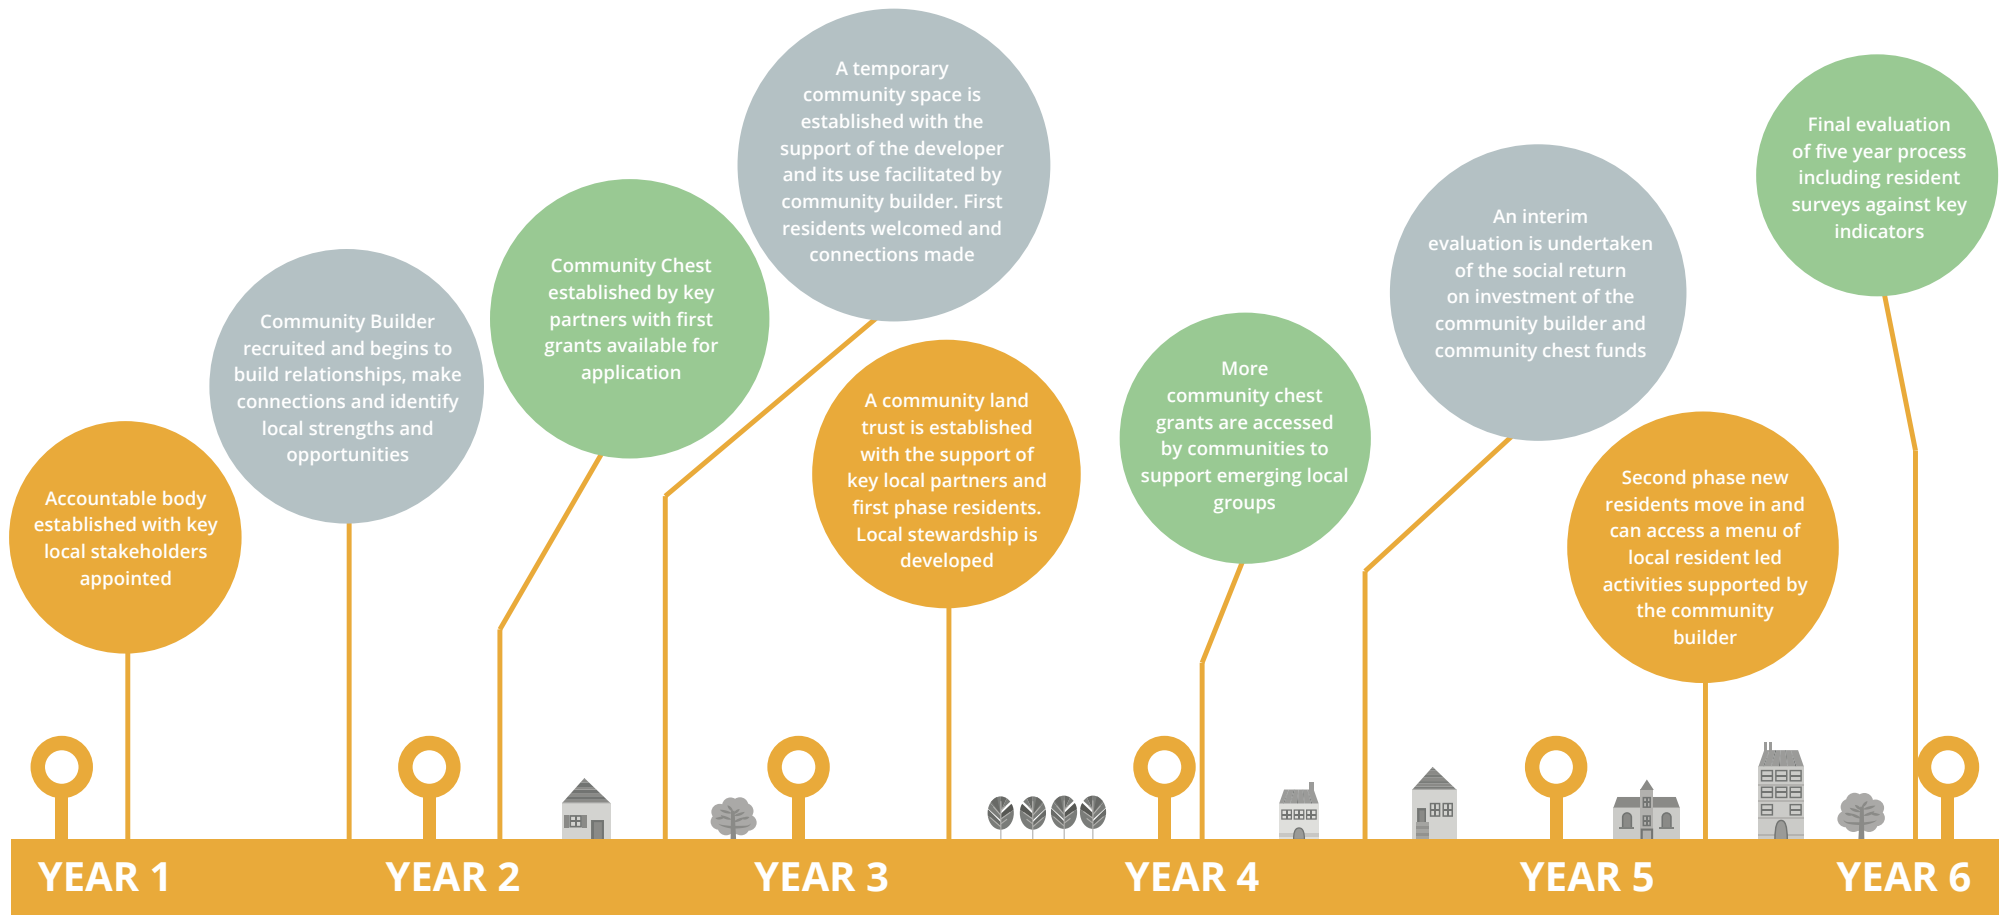 Accountable body
established with key
local stakeholders
appointed
Community Builder
recruited and begins to
build relationships, make
connections and identify
local strengths and
opportunities
Community Chest
established by key
partners with first
grants available for
application
A temporary
community space is
established with the
support of the developer
and its use facilitated by
community builder. First
residents welcomed and
connections made
A community land
trust is established
with the support of
key local partners and
first phase residents.
Local stewardship is
developed
More
community chest
grants are accessed
by communities to
support emerging local
groups
An interim
evaluation is undertaken
of the social return
on investment of the
community builder and
community chest funds
Second phase new
residents move in and
can access a menu of
local resident led
activities supported by
the community
builder
Final evaluation
of five year process
including resident
surveys against key
indicators
YEAR 1
YEAR 2
YEAR 3
YEAR 4
YEAR 5
YEAR 6